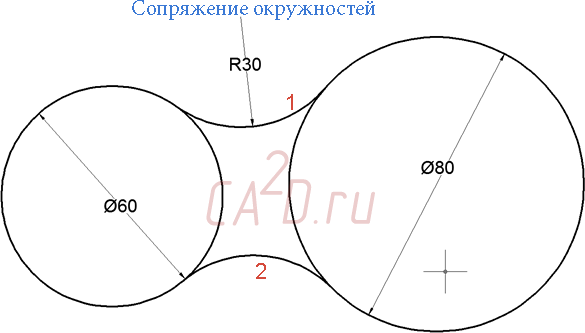 Сопряжение окружностей
R30
1
Ø80
Ø60
CA2D.ru
2